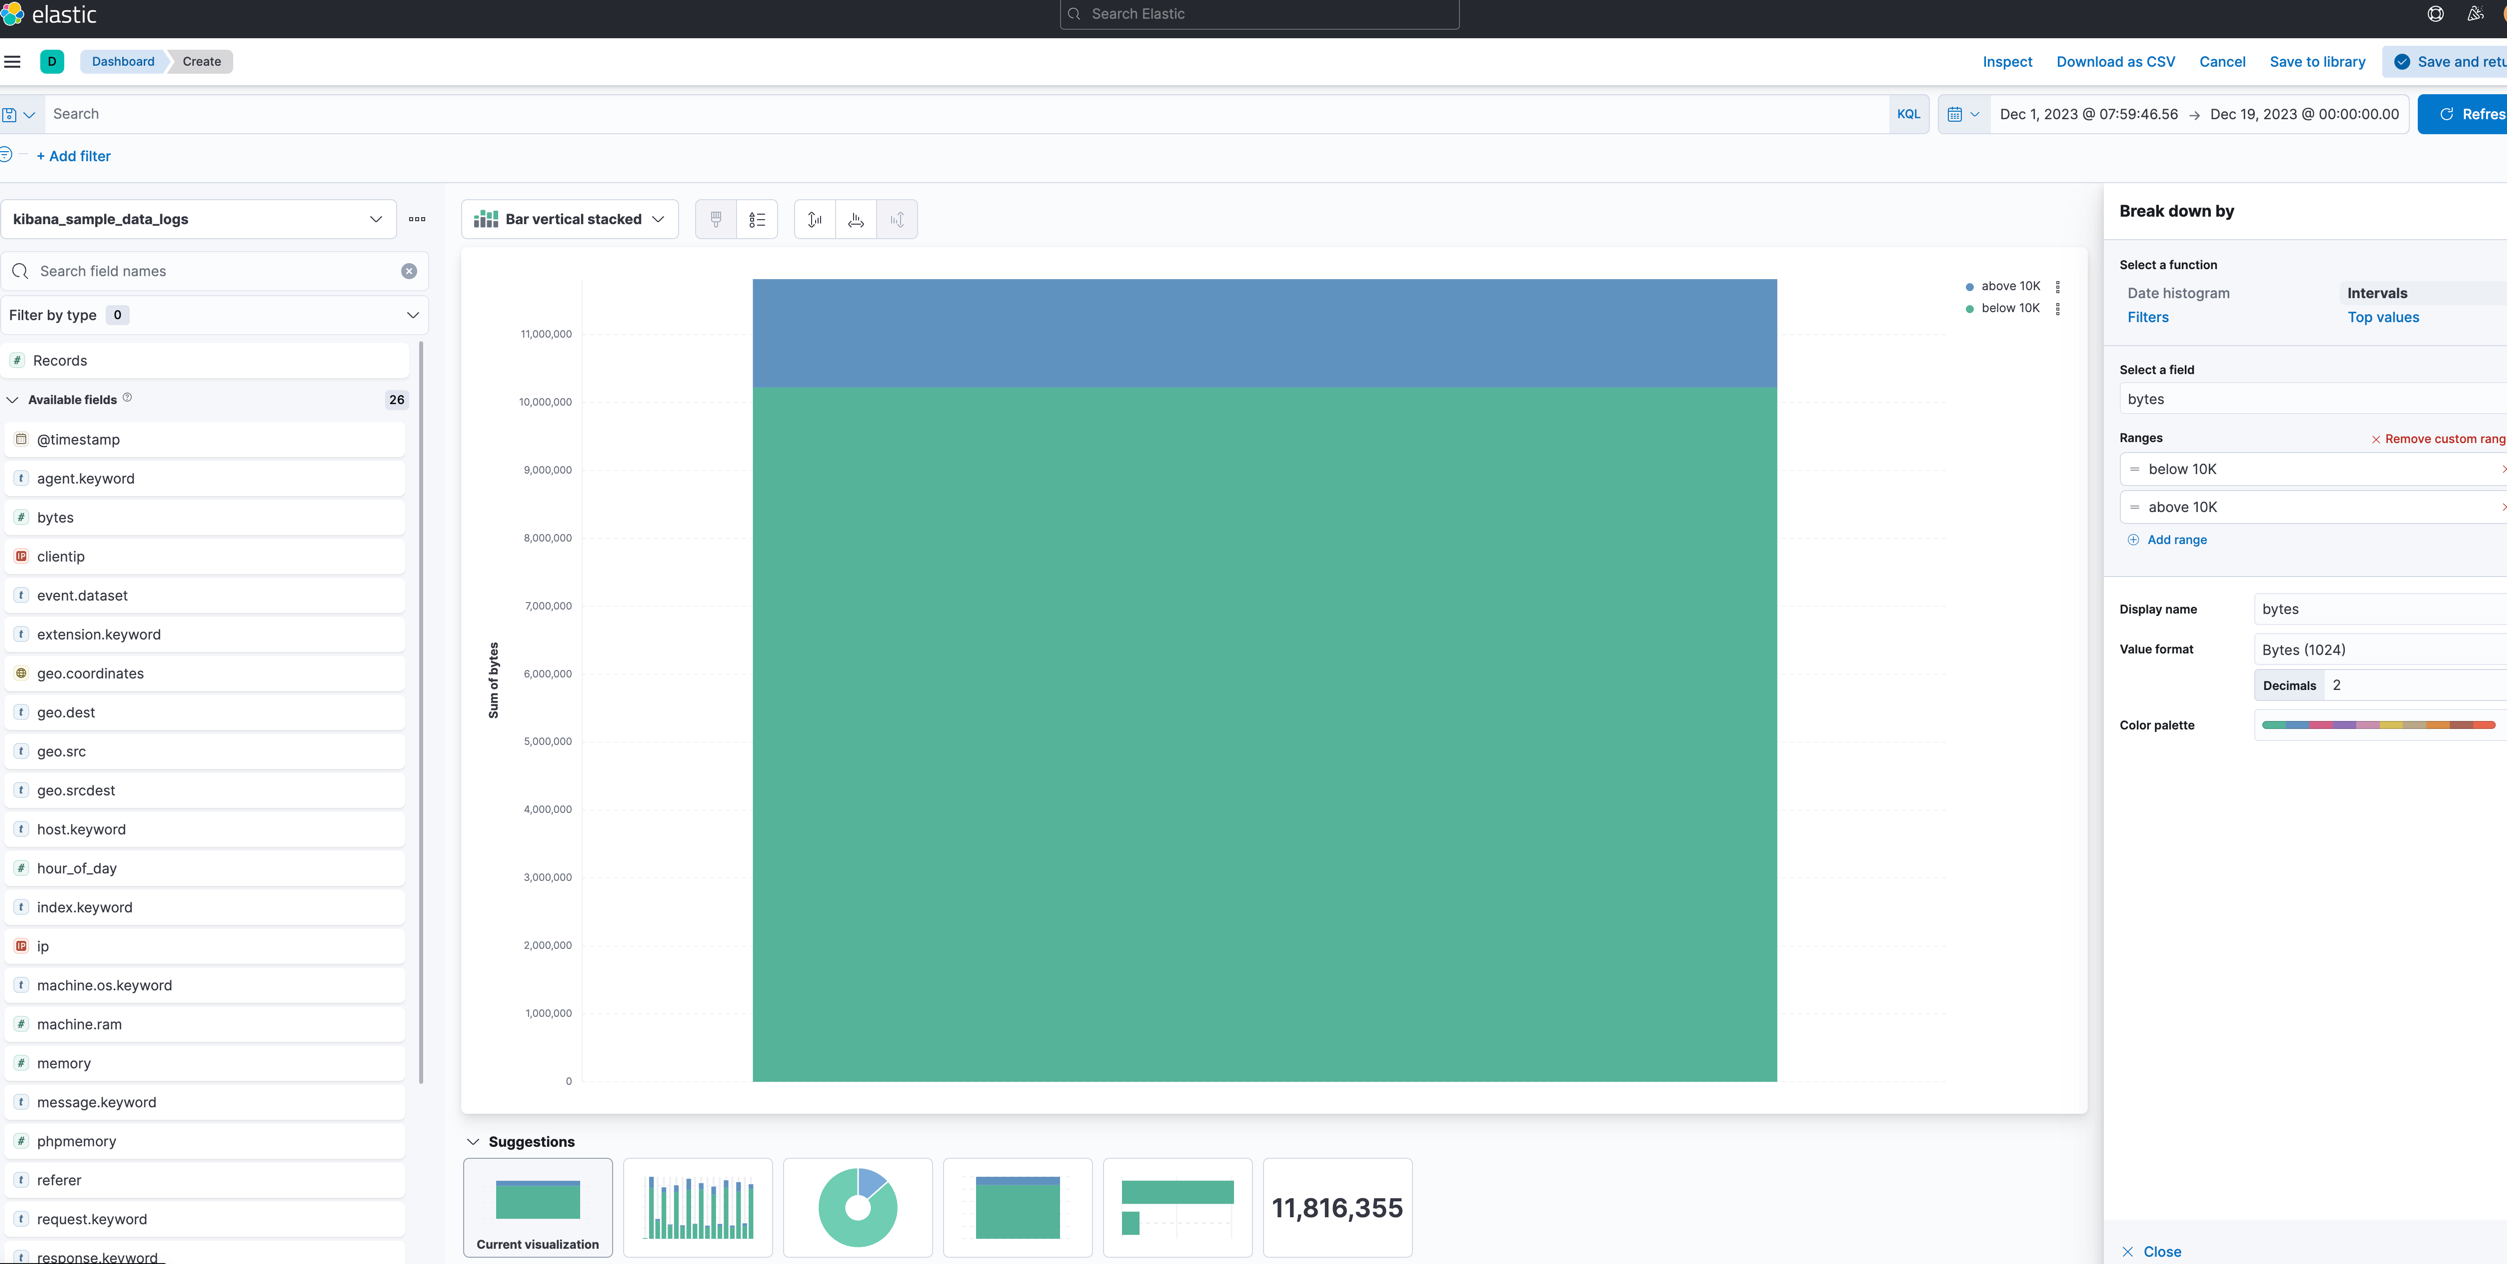 elastic
Search Elastic
D
Dashboard
Create
Inspect
Download as CSV
Cancel
Save to library
Save and retu
Search
KQL
Dec 1, 2023 @ 07:59:46.56 → Dec 19, 2023 @ 00:00:00.00
Refres
+ Add filter
kibana_sample_data_logs
Search field names
Filter by type 0
# Records
Available fields 26
@timestamp
t agent.keyword
# bytes
IP clientip
t event.dataset
t extension.keyword
geo.coordinates
t geo.dest
t geo.src
t geo.srcdest
t host.keyword
# hour_of_day
t index.keyword
IP ip
t machine.os.keyword
# machine.ram
# memory
t message.keyword
# phpmemory
t referer
t request.keyword
t response.keyword
Bar vertical stacked
Sum of bytes
11,000,000
10,000,000
9,000,000
8,000,000
7,000,000
6,000,000
5,000,000
4,000,000
3,000,000
2,000,000
1,000,000
0
above 10K
below 10K
Suggestions
Current visualization
11,816,355
Break down by
Select a function
Date histogram
Intervals
Filters
Top values
Select a field
bytes
Ranges
× Remove custom rang
= below 10K
= above 10K
Add range
Display name
bytes
Value format
Bytes (1024)
Decimals 2
Color palette
× Close